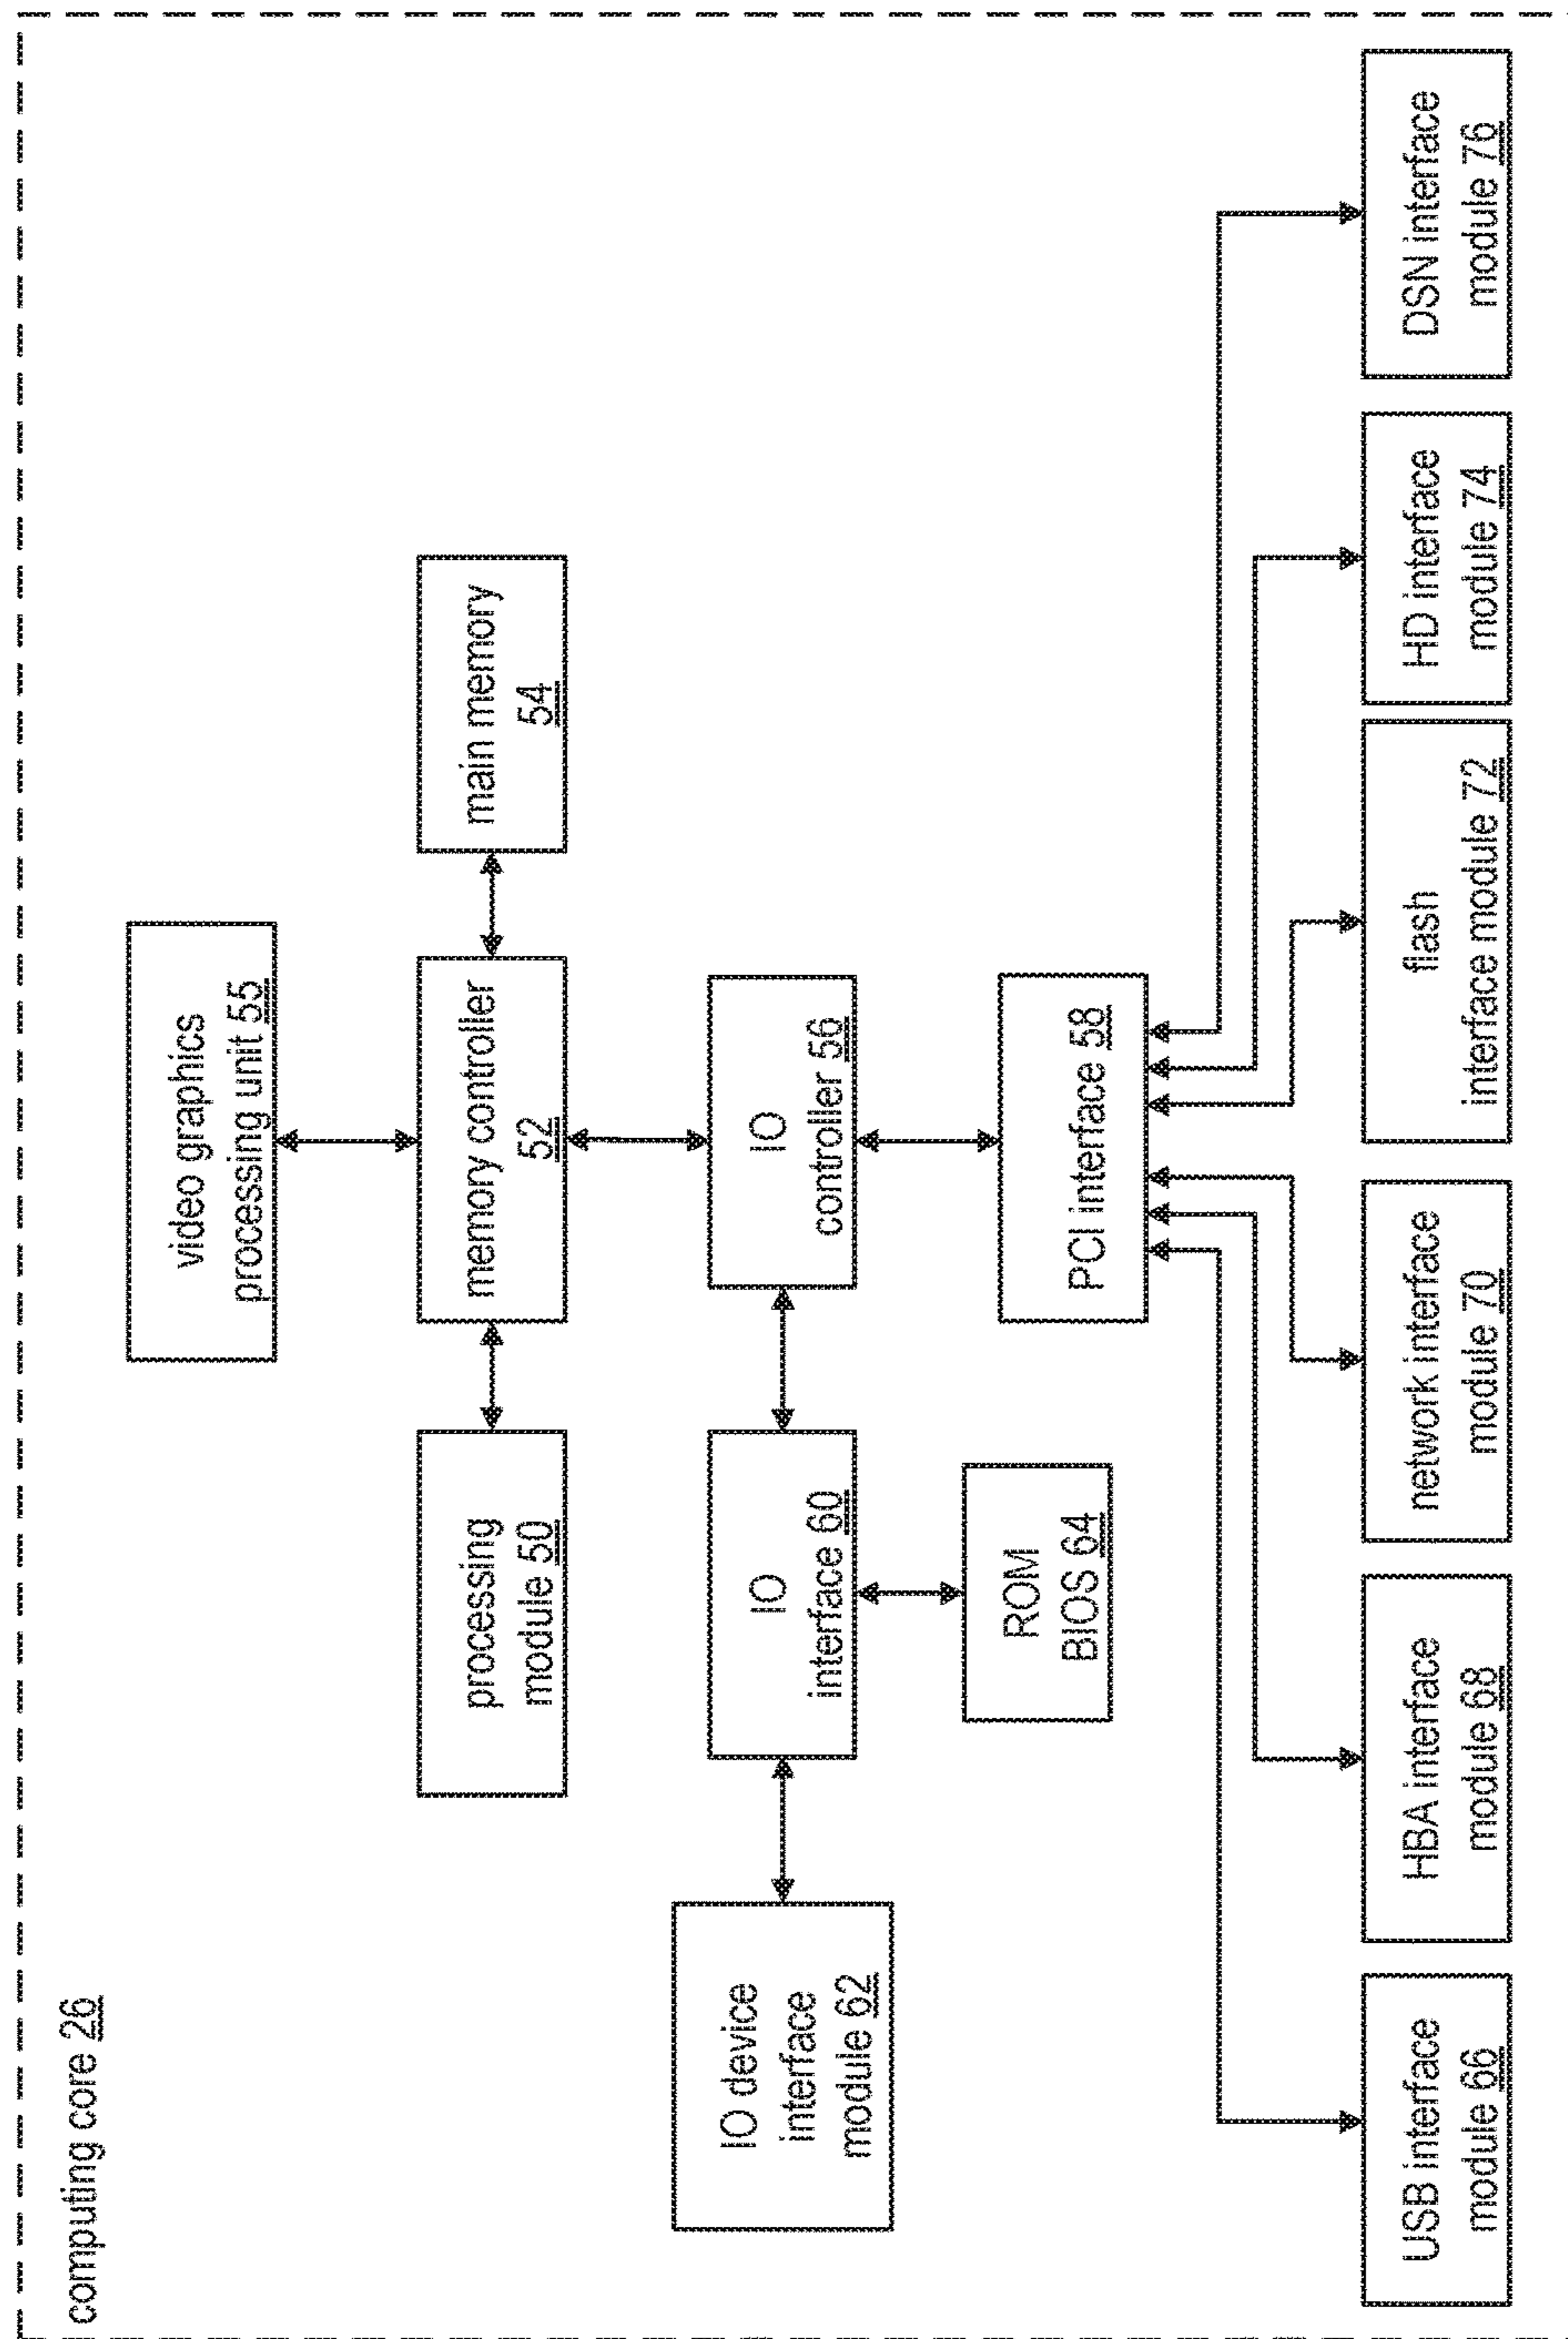 computing core 26
video graphics
processing unit 55
processing
module 50
memory controller
52
main memory
54
IO device
interface
module 62
IO
interface 60
IO
controller 56
ROM
BIOS 64
PCI interface 58
USB interface
module 66
HBA interface
module 68
network interface
module 70
flash
interface module 72
HD interface
module 74
DSN interface
module 76